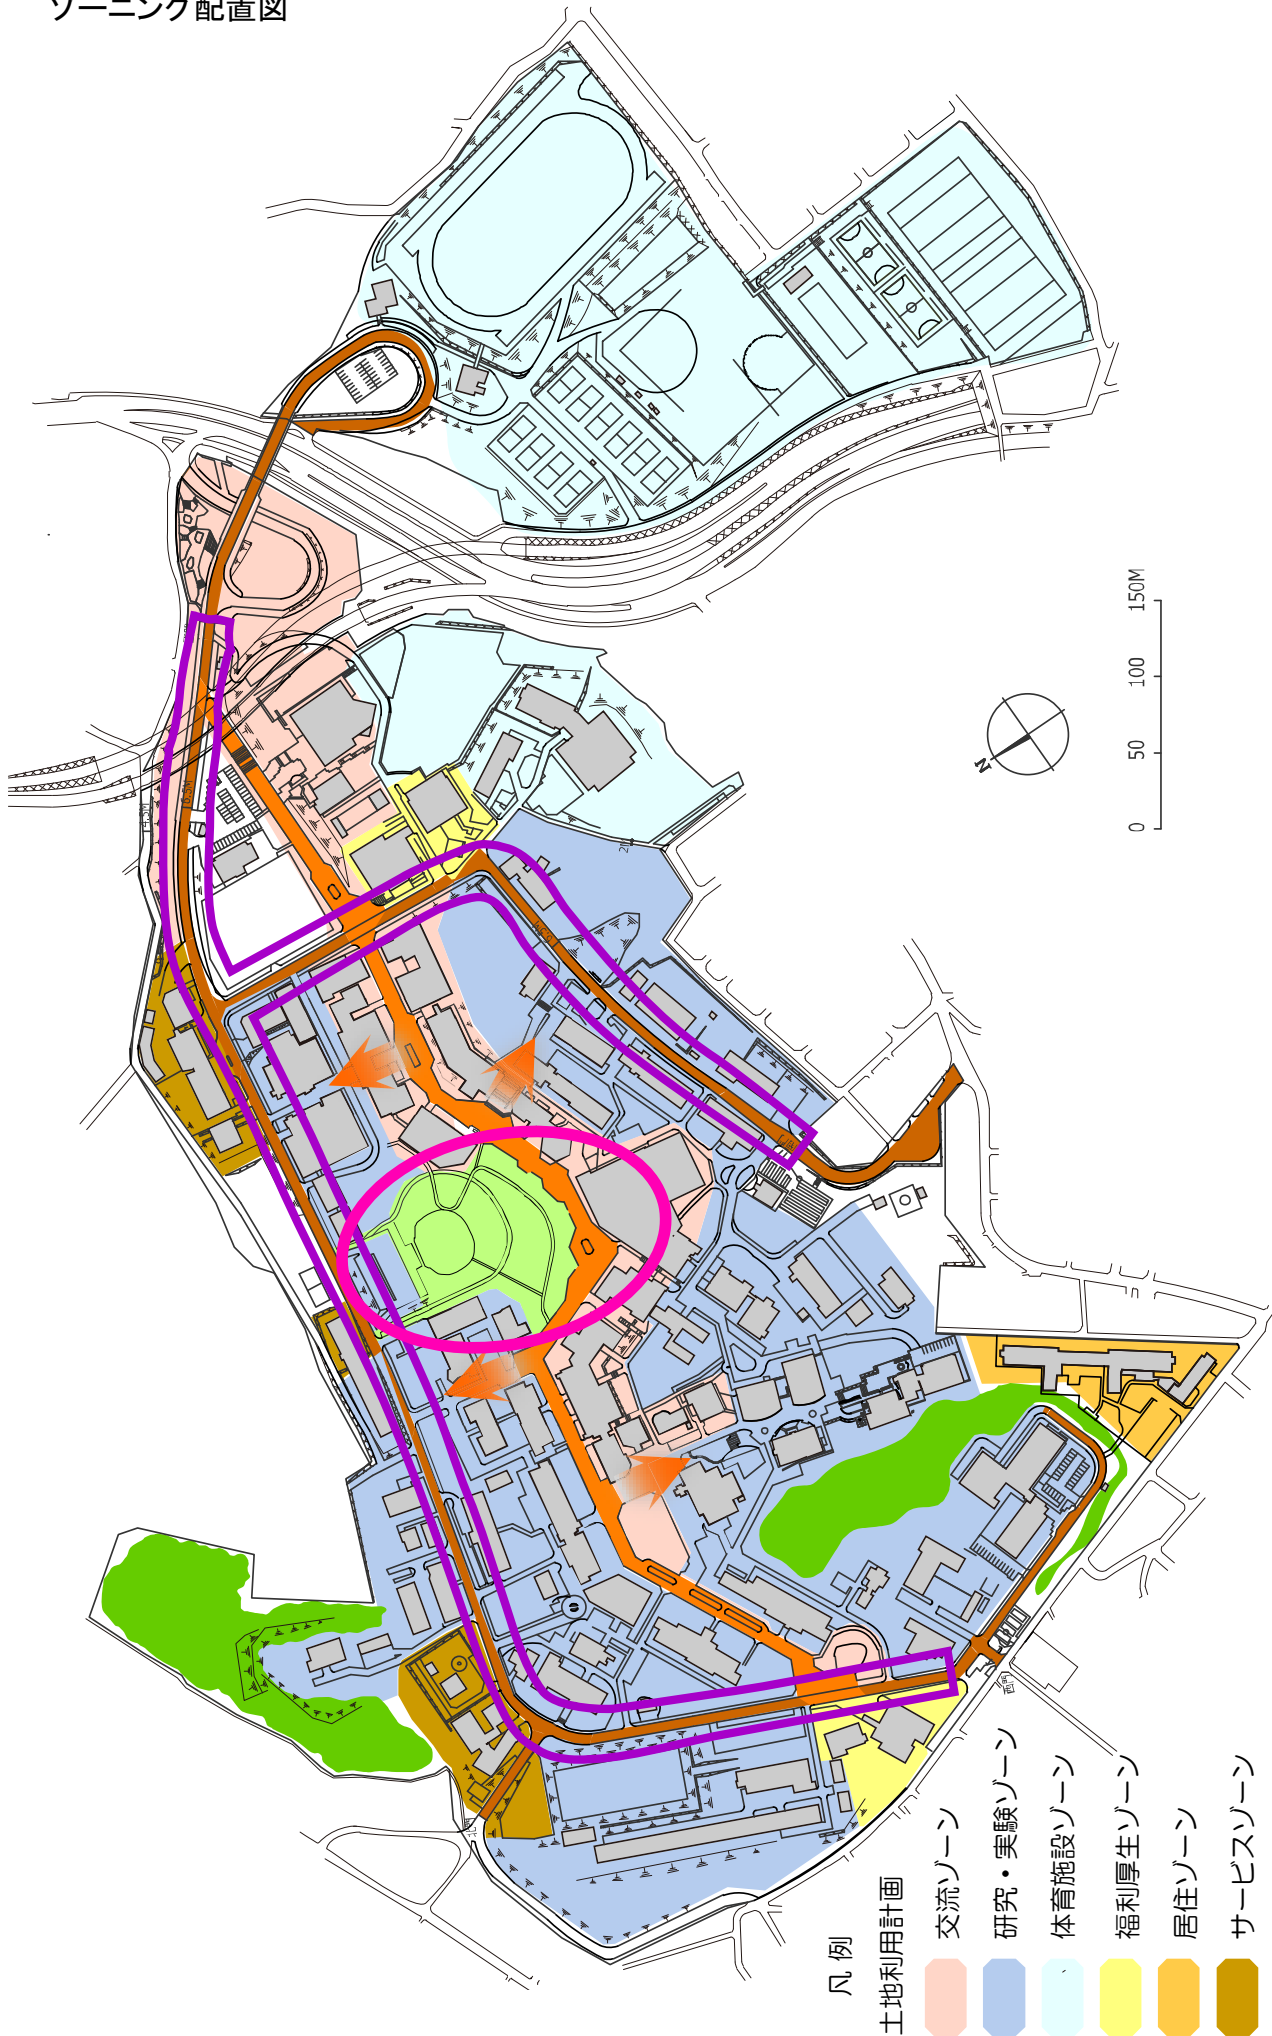 ゾーニング配置図
N
0 50 100 150M
凡例
土地利用計画
交流ゾーン
研究・実験ゾーン
体育施設ゾーン
福利厚生ゾーン
居住ゾーン
サービスゾーン
西門